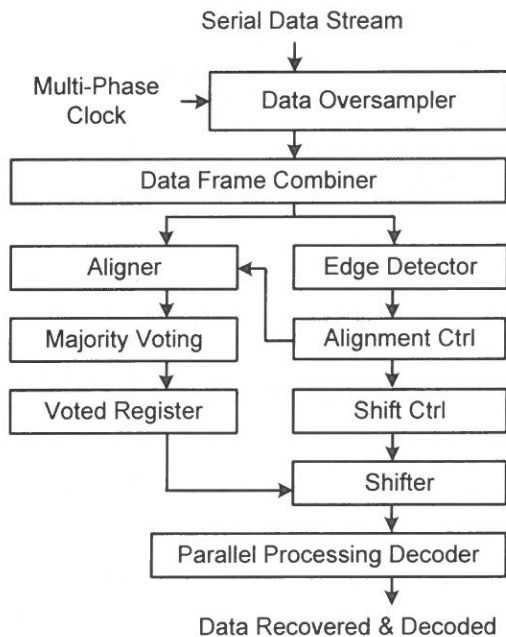 Serial Data Stream
Multi-Phase
Clock
Data Oversampler
Data Frame Combiner
Aligner
Edge Detector
Majority Voting
Alignment Ctrl
Voted Register
Shift Ctrl
Shifter
Parallel Processing Decoder
Data Recovered & Decoded